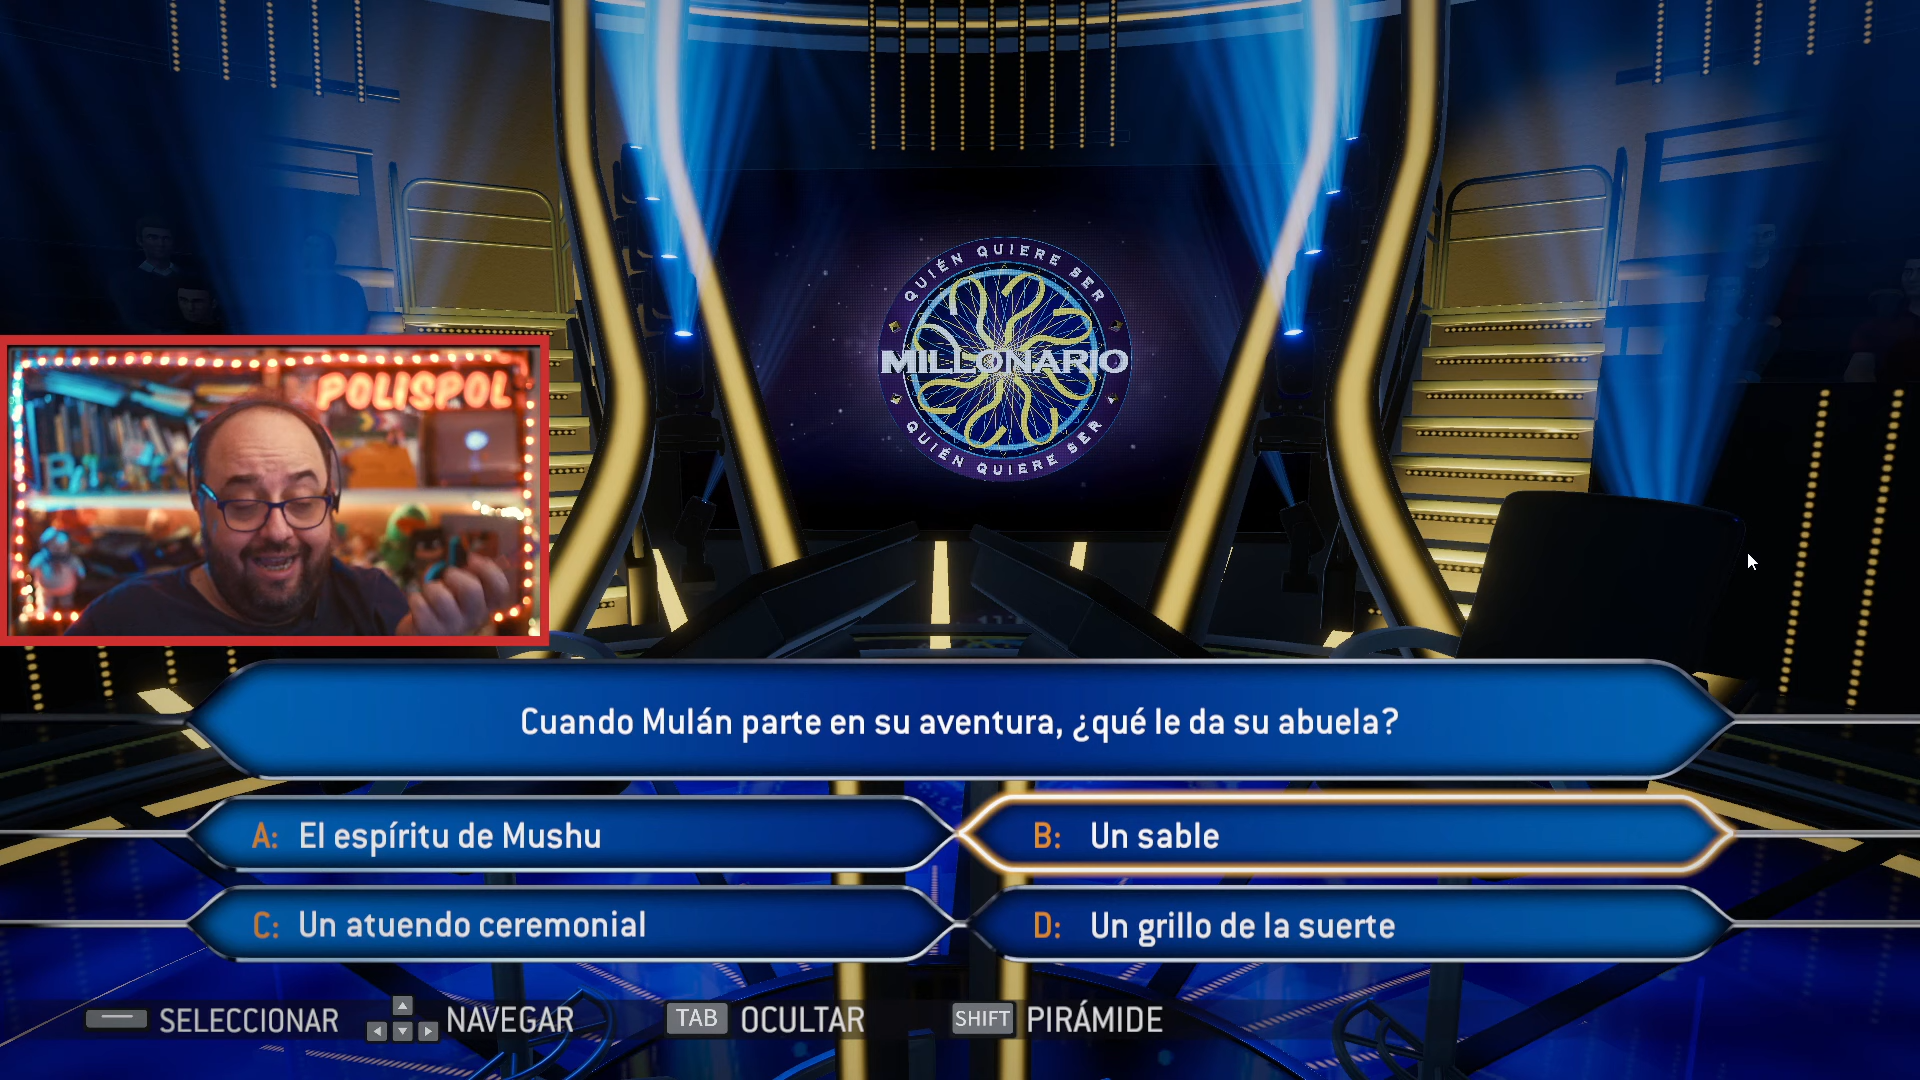 QUIÉN QUIERE SER
MILLONARIO
QUIÉN QUIERE SER
POLISPOL
Cuando Mulán parte en su aventura, ¿qué le da su abuela?
A: El espíritu de Mushu
B: Un sable
C: Un atuendo ceremonial
D: Un grillo de la suerte
SELECCIONAR NAVEGAR TAB OCULTAR SHIFT PIRÁMIDE